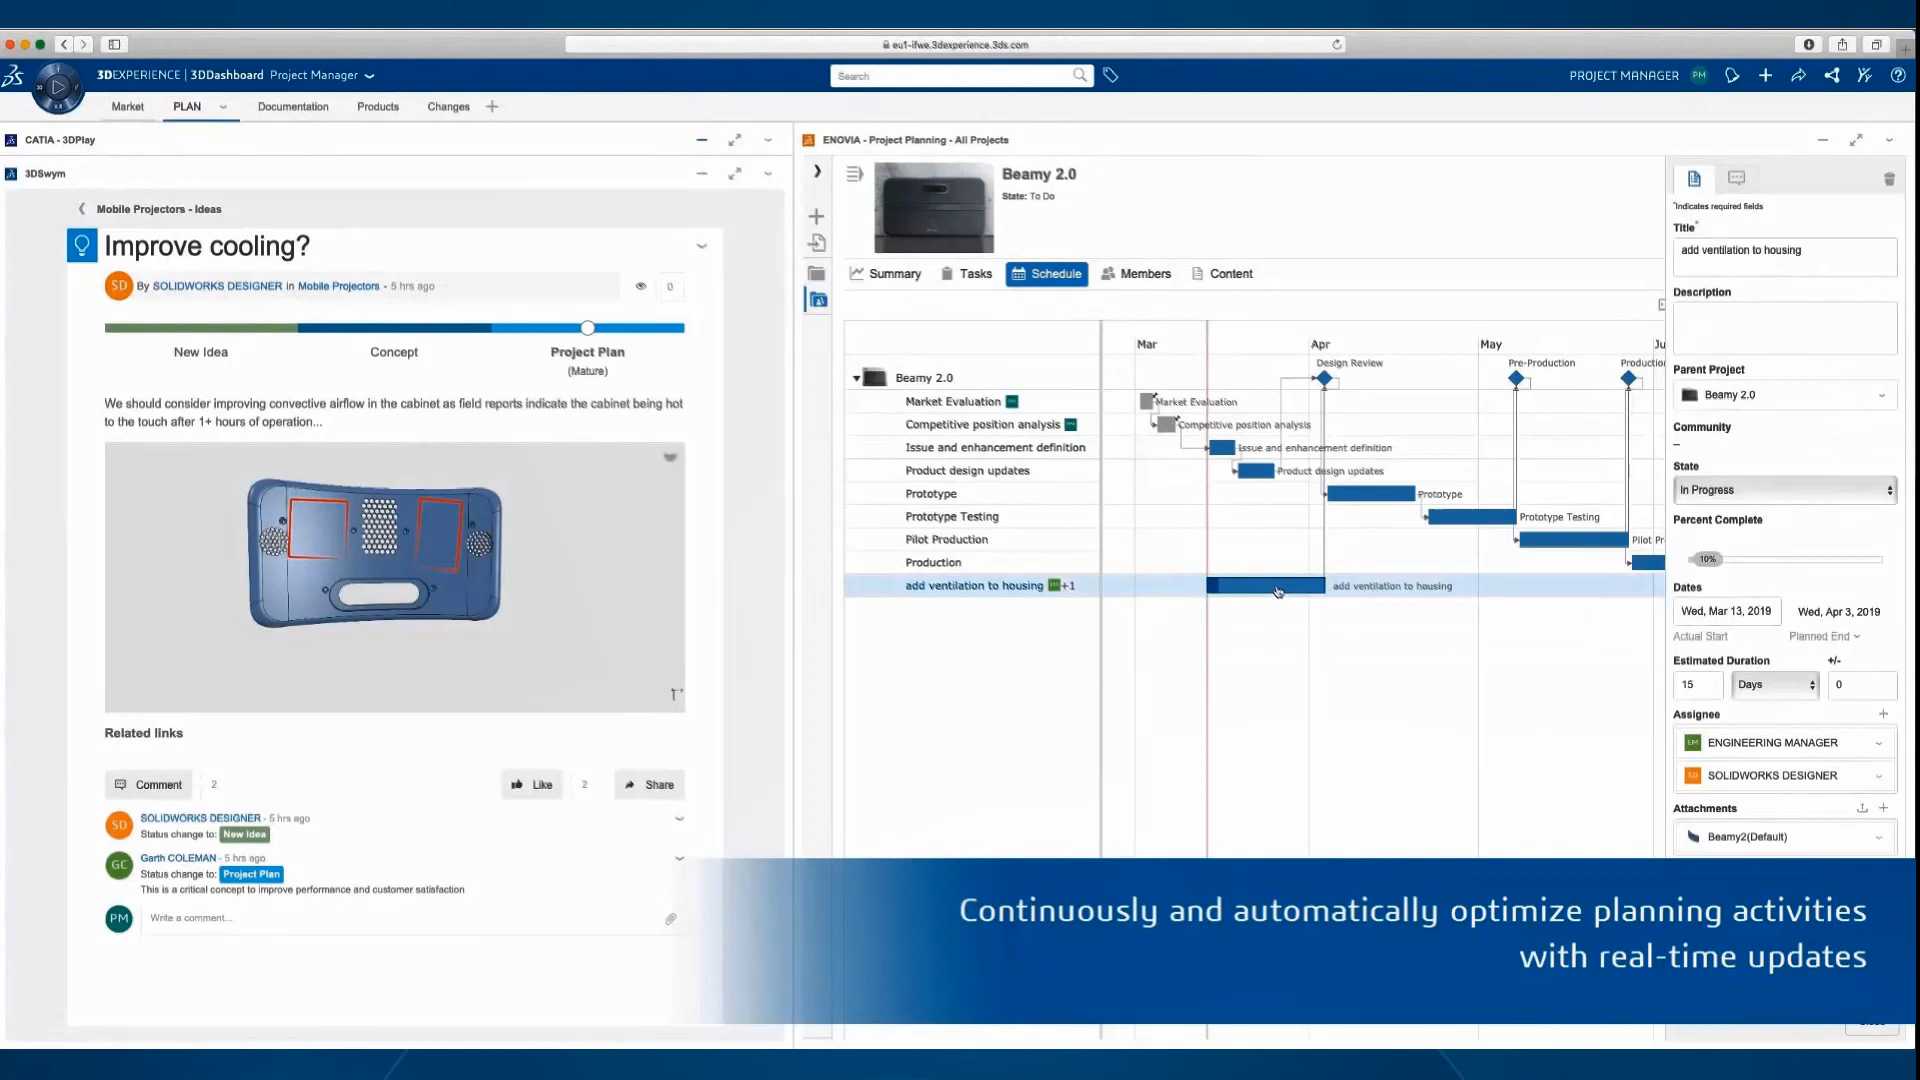 eu1-ifwe.3dexperience.3ds.com
3DEXPERIENCE | 3DDashboard Project Manager
Search
PROJECT MANAGER PM
Market PLAN Documentation Products Changes
CATIA - 3DPlay
3DSwym
Mobile Projectors - Ideas
Improve cooling?
SD By SOLIDWORKS DESIGNER in Mobile Projectors - 5 hrs ago 0
New Idea Concept Project Plan
(Mature)
We should consider improving convective airflow in the cabinet as field reports indicate the cabinet being hot
to the touch after 1+ hours of operation...
Related links
Comment 2 Like 2 Share
SD SOLIDWORKS DESIGNER - 5 hrs ago
Status change to: New Idea
GC Garth COLEMAN - 5 hrs ago
Status change to: Project Plan
This is a critical concept to improve performance and customer satisfaction
PM Write a comment...
ENOVIA - Project Planning - All Projects
Beamy 2.0
State: To Do
Summary Tasks Schedule Members Content
Mar Apr May Ju
Design Review Pre-Production Production
Beamy 2.0
Market Evaluation Market Evaluation
Competitive position analysis Competitive position analysis
Issue and enhancement definition Issue and enhancement definition
Product design updates Product design updates
Prototype Prototype
Prototype Testing Prototype Testing
Pilot Production Pilot Pr
Production
add ventilation to housing EM +1 add ventilation to housing
*Indicates required fields
Title*
add ventilation to housing
Description
Parent Project
Beamy 2.0
Community
–
State
In Progress
Percent Complete
10%
Dates
Wed, Mar 13, 2019 Wed, Apr 3, 2019
Actual Start Planned End
Estimated Duration +/-
15 Days 0
Assignee
EM ENGINEERING MANAGER
SD SOLIDWORKS DESIGNER
Attachments
Beamy2(Default)
Continuously and automatically optimize planning activities
with real-time updates